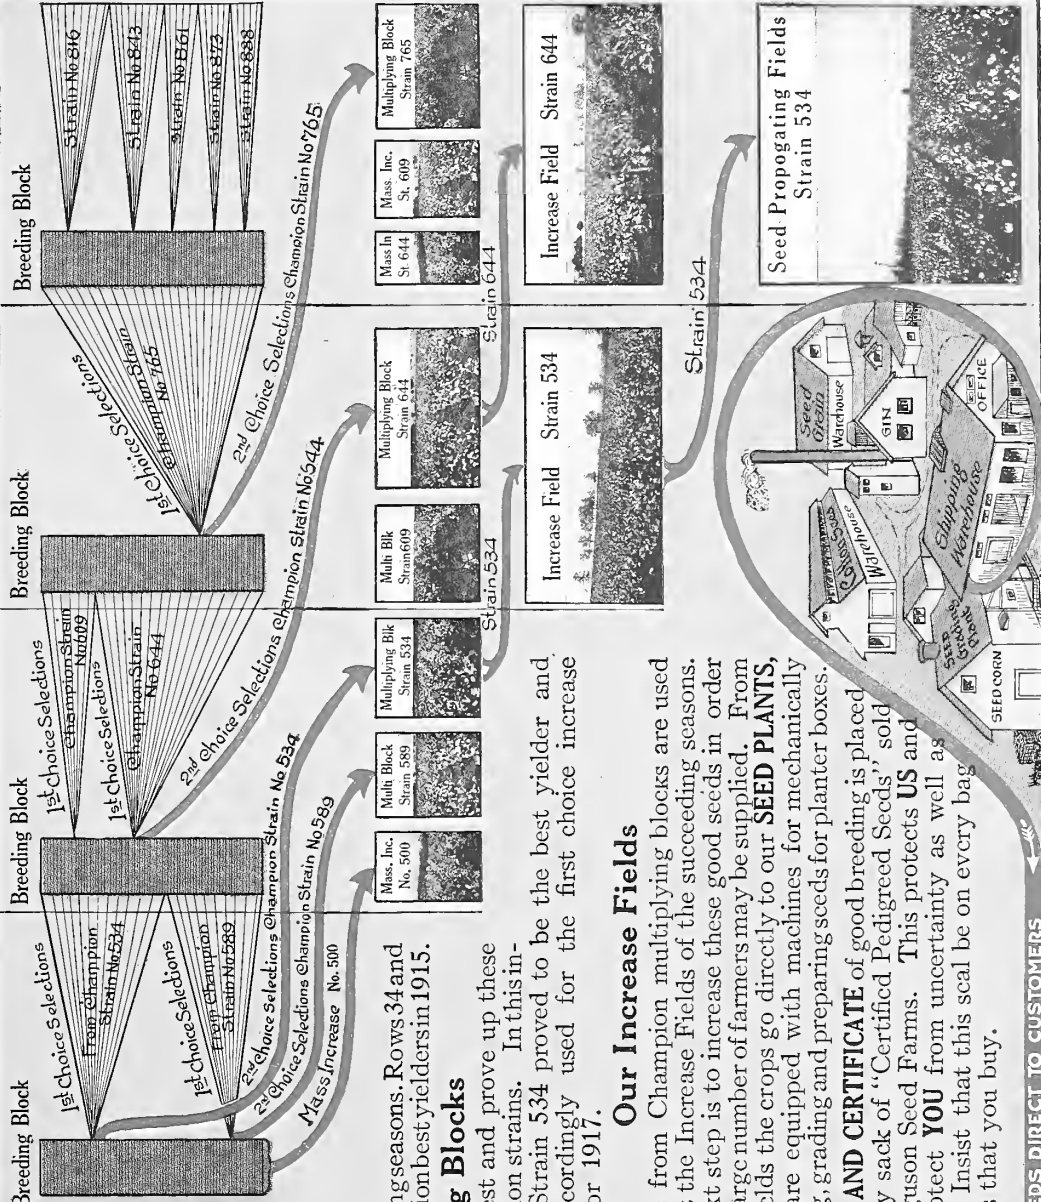 Breeding Block
Breeding Block
Breeding Block
Breeding Block
1st Choice Selections
From Champion
Strain No 534
1st Choice Selections
From Champion
Strain No 589
1st Choice Selections
Champion Strain
No 609
1st Choice Selections
Champion Strain
No 644
1st Choice Selections
Champion Strain
No 765
Strain No 816
Strain No 843
Strain No 861
Strain No 873
Strain No 888
2nd Choice Selections Champion Strain No. 534
2nd Choice Selections Champion Strain No 589
Mass Increase No. 500
2nd Choice Selections Champion Strain No 644
2nd Choice Selections Champion Strain No 765
Mass. Inc.
No. 500
Multi Block
Strain 589
Multiplying Blk
Strain 534
Multi Blk
Strain 609
Multiplying Block
Strain 644
Mass In
St. 644
Mass. Inc.
St. 609
Multiplying Block
Strain 765
Strain 534
Strain 644
Increase Field Strain 534
Increase Field Strain 644
Strain 534
Seed Propogating Fields
Strain 534
ng seasons. Rows 34 and
ion best yielders in 1915.
g Blocks
est and prove up these
on strains. In this in-
Strain 534 proved to be the best yielder and
cordingly used for the first choice increase
or 1917.
Our Increase Fields
from Champion multiplying blocks are used
t the Increase Fields of the succeeding seasons.
xt step is to increase these good seeds in order
arge number of farmers may be supplied. From
elds the crops go directly to our SEED PLANTS,
are equipped with machines for mechanically
g grading and preparing seeds for planter boxes.
AND CERTIFICATE of good breeding is placed
y sack of "Certified Pedigreed Seeds" sold
guson Seed Farms. This protects US and
tect YOU from uncertainty as well as
Insist that this seal be on every bag
s that you buy.
Warehouse
Seed
Grain
Warehouse
GIN
OFFICE
Shipping
Warehouse
SEED
Grading
Plant
SEED CORN
EDS DIRECT TO CUSTOMERS